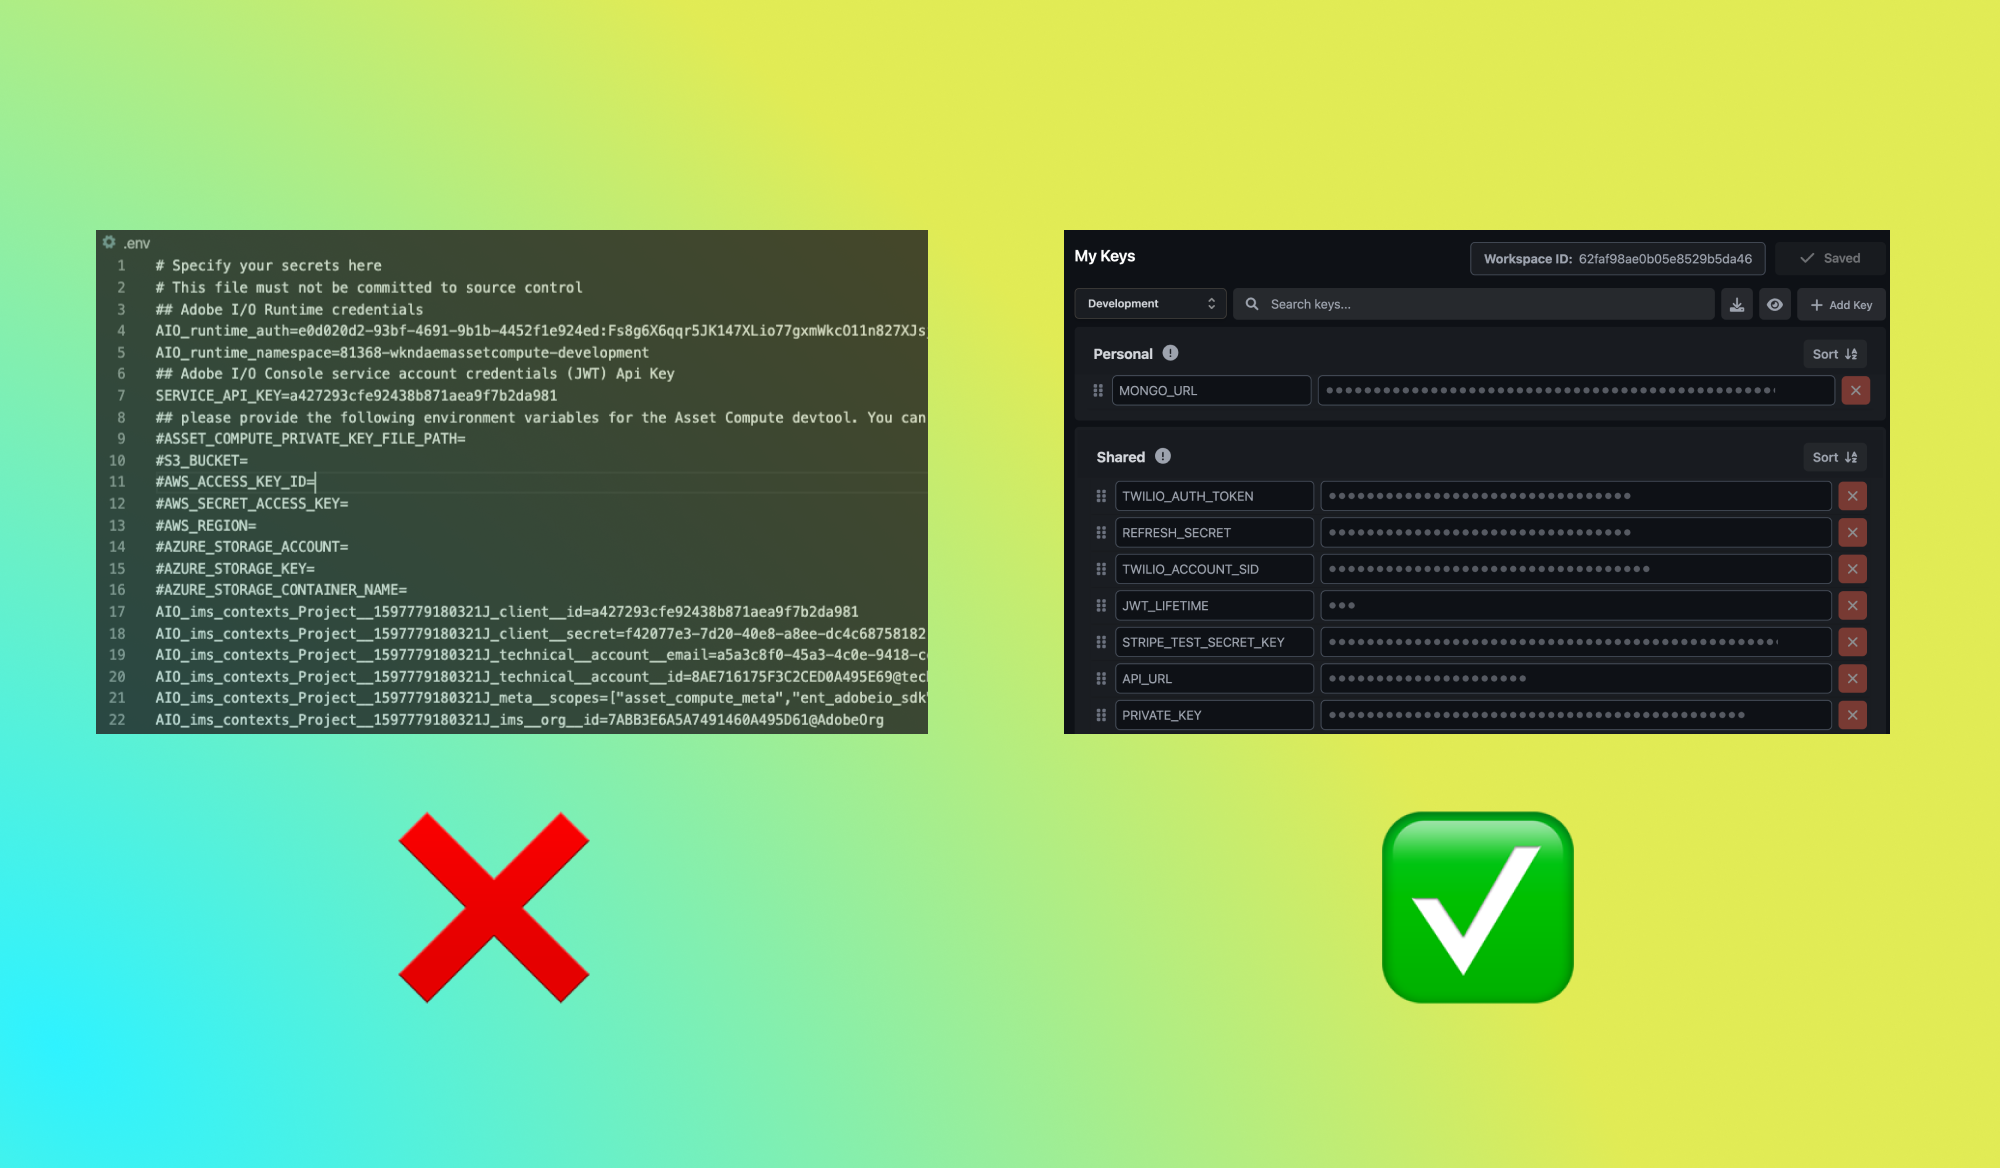 .env
1 # Specify your secrets here
2 # This file must not be committed to source control
3 ## Adobe I/O Runtime credentials
4 AIO_runtime_auth=e0d020d2-93bf-4691-9b1b-4452f1e924ed:Fs8g6X6qqr5JK147XLio77gxmWkcO11n827XJs
5 AIO_runtime_namespace=81368-wkndaemassetcompute-development
6 ## Adobe I/O Console service account credentials (JWT) Api Key
7 SERVICE_API_KEY=a427293cfe92438b871aea9f7b2da981
8 ## please provide the following environment variables for the Asset Compute devtool. You can
9 #ASSET_COMPUTE_PRIVATE_KEY_FILE_PATH=
10 #S3_BUCKET=
11 #AWS_ACCESS_KEY_ID=
12 #AWS_SECRET_ACCESS_KEY=
13 #AWS_REGION=
14 #AZURE_STORAGE_ACCOUNT=
15 #AZURE_STORAGE_KEY=
16 #AZURE_STORAGE_CONTAINER_NAME=
17 AIO_ims_contexts_Project__1597779180321J_client__id=a427293cfe92438b871aea9f7b2da981
18 AIO_ims_contexts_Project__1597779180321J_client__secret=f42077e3-7d20-40e8-a8ee-dc4c68758182
19 AIO_ims_contexts_Project__1597779180321J_technical__account__email=a5a3c8f0-45a3-4c0e-9418-c
20 AIO_ims_contexts_Project__1597779180321J_technical__account__id=8AE716175F3C2CED0A495E69@tec
21 AIO_ims_contexts_Project__1597779180321J_meta__scopes=["asset_compute_meta","ent_adobeio_sdk"
22 AIO_ims_contexts_Project__1597779180321J_ims__org__id=7ABB3E6A5A7491460A495D61@AdobeOrg
My Keys
Workspace ID: 62faf98ae0b05e8529b5da46
Saved
Development
Search keys...
Add Key
Personal
Sort
MONGO_URL
Shared
Sort
TWILIO_AUTH_TOKEN
REFRESH_SECRET
TWILIO_ACCOUNT_SID
JWT_LIFETIME
STRIPE_TEST_SECRET_KEY
API_URL
PRIVATE_KEY